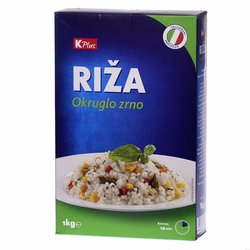 K Plus
RIŽA
Okruglo zrno
1kg e